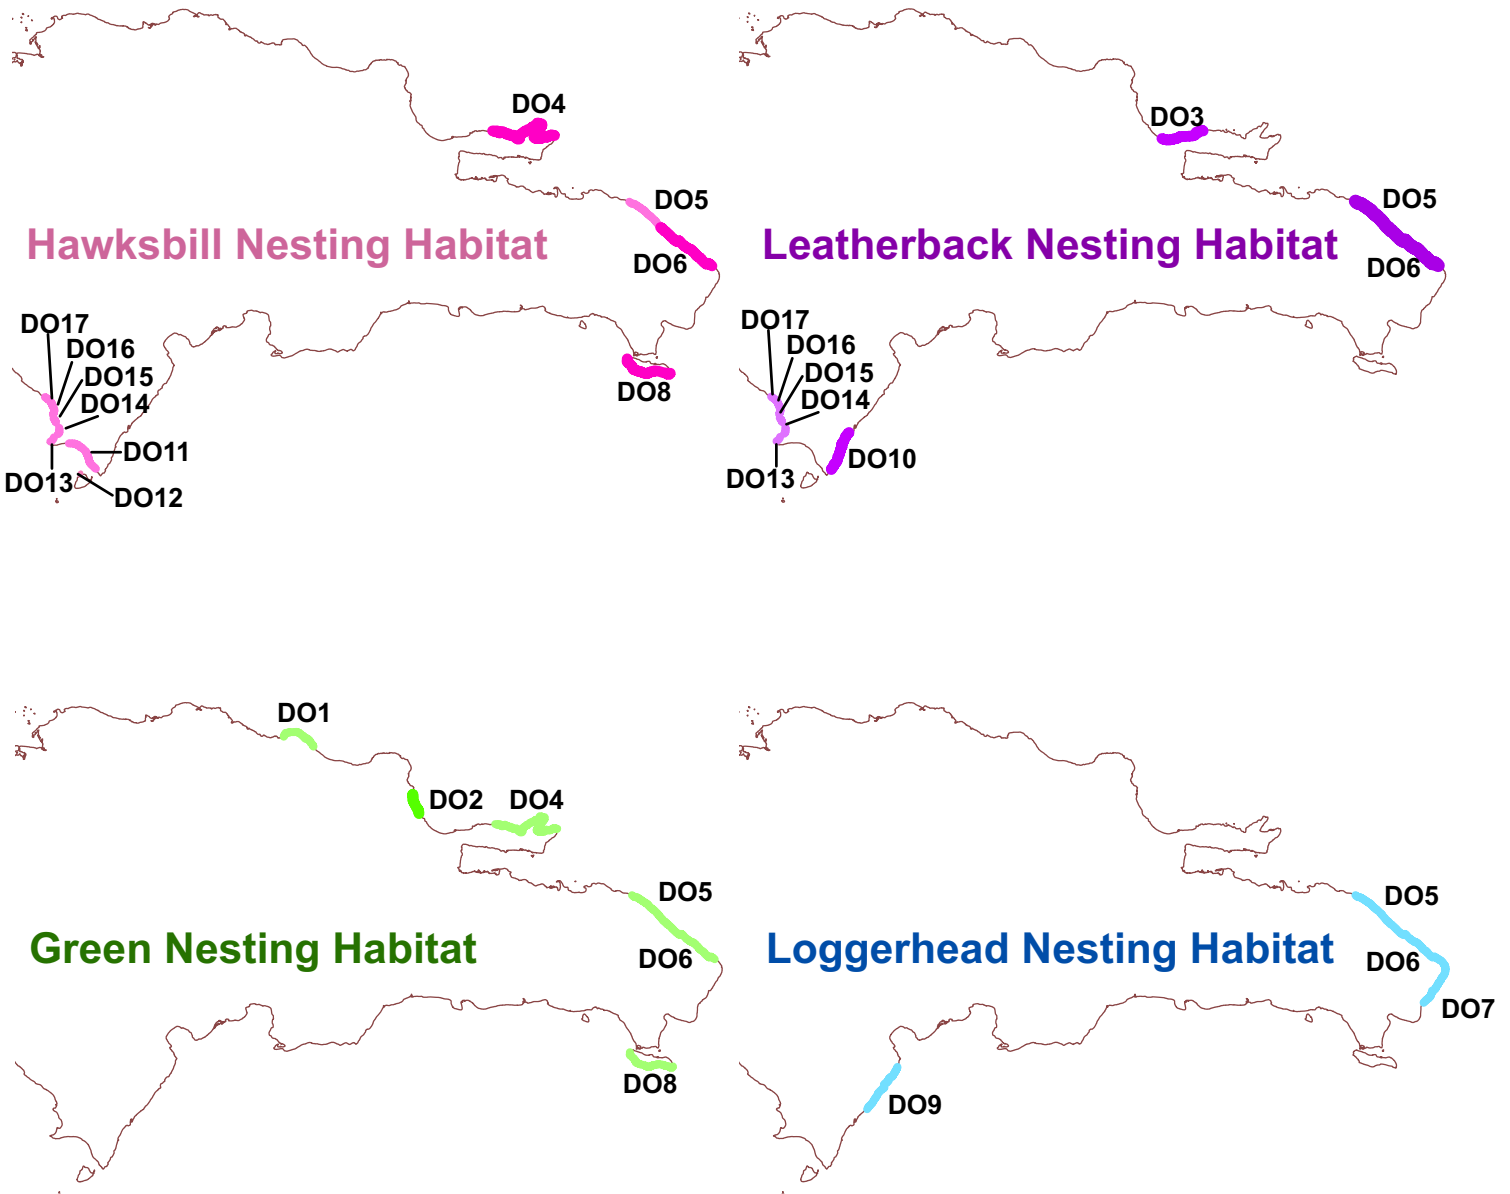 DO4
DO5
Hawksbill Nesting Habitat
DO6
DO17
DO16
DO15
DO14
DO8
DO11
DO13
DO12
DO3
DO5
Leatherback Nesting Habitat
DO6
DO17
DO16
DO15
DO14
DO10
DO13
DO1
DO2
DO4
DO5
Green Nesting Habitat
DO6
DO8
DO5
Loggerhead Nesting Habitat
DO6
DO7
DO9